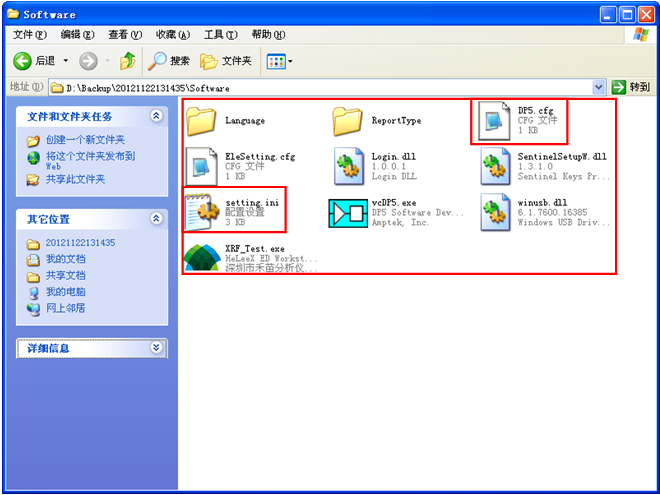 Software
文件(F) 编辑(E) 查看(V) 收藏(A) 工具(T) 帮助(H)
后退 搜索 文件夹
地址(D) D:\Backup\20121122131435\Software 转到
文件和文件夹任务
创建一个新文件夹
将这个文件夹发布到
Web
共享此文件夹
其它位置
20121122131435
我的文档
共享文档
我的电脑
网上邻居
详细信息
Language
ReportType
DP5.cfg
CFG 文件
1 KB
EleSetting.cfg
CFG 文件
1 KB
Login.dll
1.0.0.1
Login DLL
SentinelSetupW.dll
1.3.1.0
Sentinel Keys Pr...
setting.ini
配置设置
3 KB
vcDP5.exe
DP5 Software Dev...
Amptek, Inc.
winusb.dll
6.1.7600.16385
Windows USB Driv...
XRF_Test.exe
HeLeeX ED Workst...
深圳市禾苗分析仪...